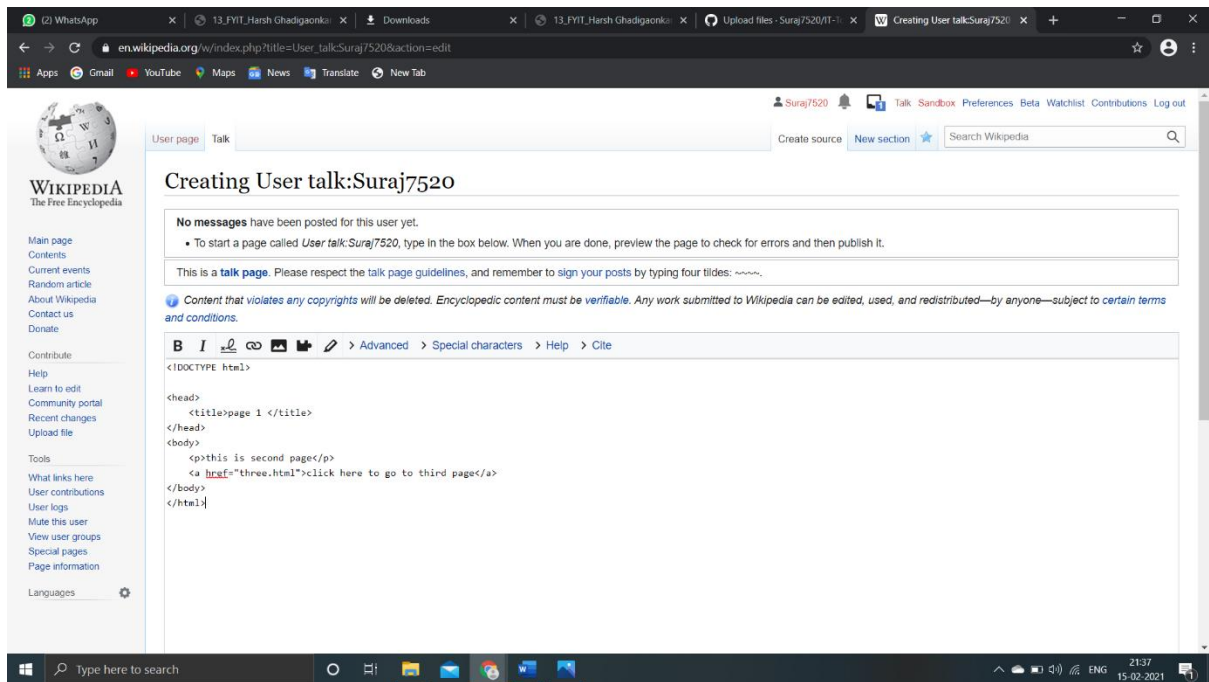 (2) WhatsApp
13_FYIT_Harsh Ghadigaonkar
Downloads
13_FYIT_Harsh Ghadigaonka
Upload files · Suraj7520/IT-To
Creating User talk:Suraj7520
en.wikipedia.org/w/index.php?title=User_talk:Suraj7520&action=edit
Apps Gmail YouTube Maps News Translate New Tab
Suraj7520 1 Talk Sandbox Preferences Beta Watchlist Contributions Log out
User page Talk Create source New section Search Wikipedia
WIKIPEDIA
The Free Encyclopedia
Main page
Contents
Current events
Random article
About Wikipedia
Contact us
Donate
Contribute
Help
Learn to edit
Community portal
Recent changes
Upload file
Tools
What links here
User contributions
User logs
Mute this user
View user groups
Special pages
Page information
Languages
Creating User talk:Suraj7520
No messages have been posted for this user yet.
• To start a page called User talk:Suraj7520, type in the box below. When you are done, preview the page to check for errors and then publish it.
This is a talk page. Please respect the talk page guidelines, and remember to sign your posts by typing four tildes: ~~~~.
Content that violates any copyrights will be deleted. Encyclopedic content must be verifiable. Any work submitted to Wikipedia can be edited, used, and redistributed—by anyone—subject to certain terms
and conditions.
B I Advanced Special characters Help Cite
<!DOCTYPE html>
<head>
<title>page 1 </title>
</head>
<body>
<p>this is second page</p>
<a href="three.html">click here to go to third page</a>
</body>
</html>
Type here to search
ENG
21:37
15-02-2021